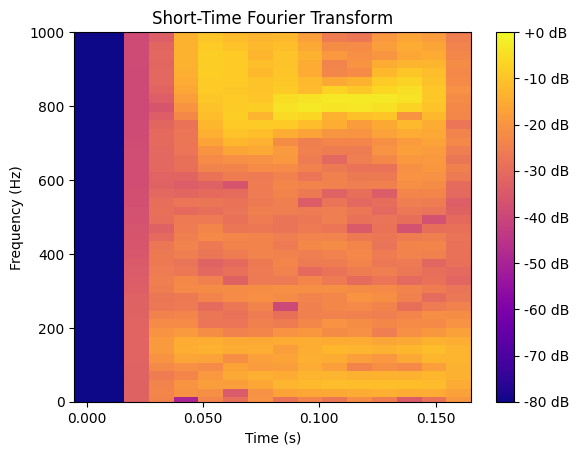 Short-Time Fourier Transform
Frequency (Hz)
1000
800
600
400
200
0
0.000
0.050
0.100
0.150
Time (s)
+0 dB
-10 dB
-20 dB
-30 dB
-40 dB
-50 dB
-60 dB
-70 dB
-80 dB